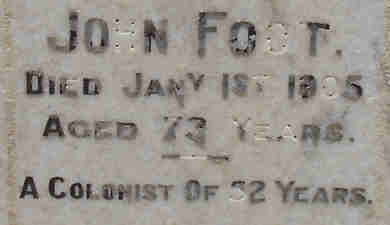 JOHN FOOT.
DIED JANY 1ST 1905
AGED 73 YEARS.
A COLONIST OF 52 YEARS.